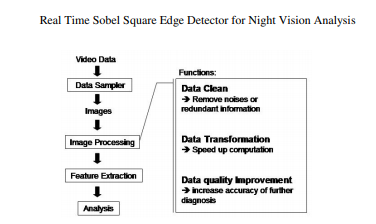 Real Time Sobel Square Edge Detector for Night Vision Analysis
Video Data
Data Sampler
Images
Image Processing
Feature Extraction
Analysis
Functions:
Data Clean
➔ Remove noises or
redundant information
Data Transformation
➔ Speed up computation
Data quality Improvement
➔ increase accuracy of further
diagnosis